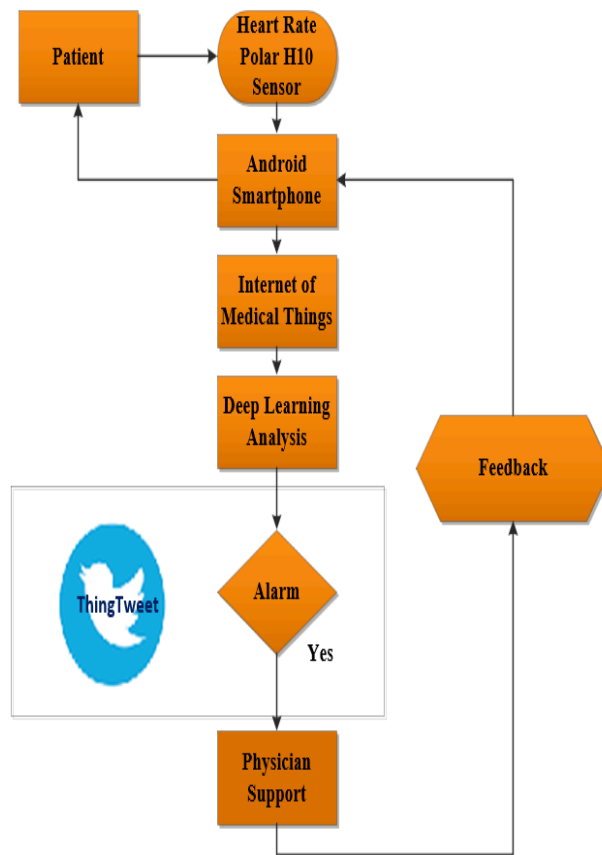 Patient
Heart Rate
Polar H10
Sensor
Android
Smartphone
Internet of
Medical Things
Deep Learning
Analysis
Feedback
ThingTweet
Alarm
Yes
Physician
Support